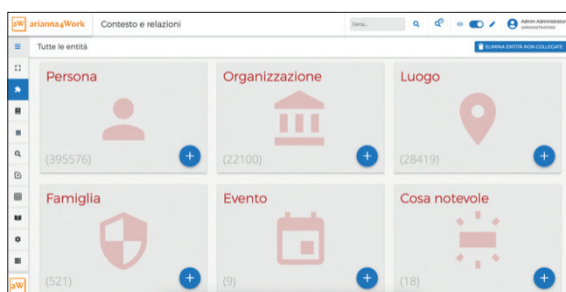 aW arianna4Work Contesto e relazioni Cerca... Admin Administrator
AMMINISTRATORE
Tutte le entità ELIMINA ENTITÀ NON COLLEGATE
Persona Organizzazione Luogo
(395576) (22100) (28419)
Famiglia Evento Cosa notevole
(521) (9) (18)
aW